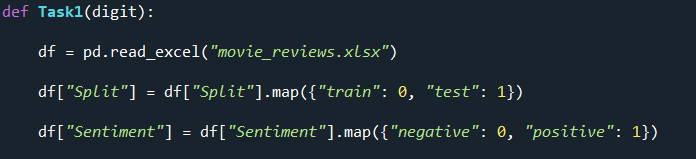 def Task1(digit):
df = pd.read_excel("movie_reviews.xlsx")
df["Split"] = df["Split"].map({"train": 0, "test": 1})
df["Sentiment"] = df["Sentiment"].map({"negative": 0, "positive": 1})